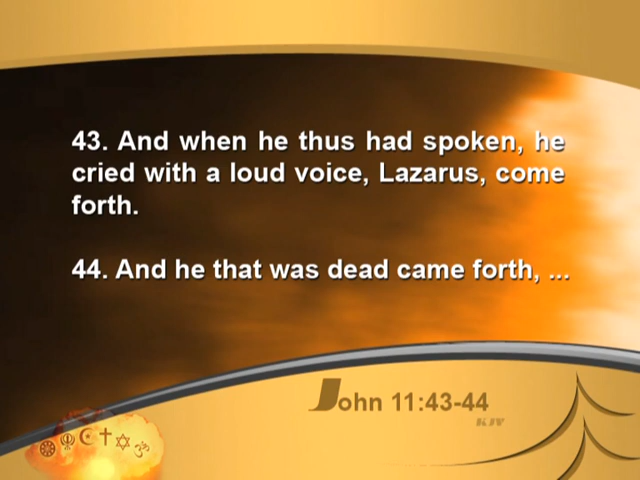 43. And when he thus had spoken, he
cried with a loud voice, Lazarus, come
forth.
44. And he that was dead came forth, ...
John 11:43-44
KJV